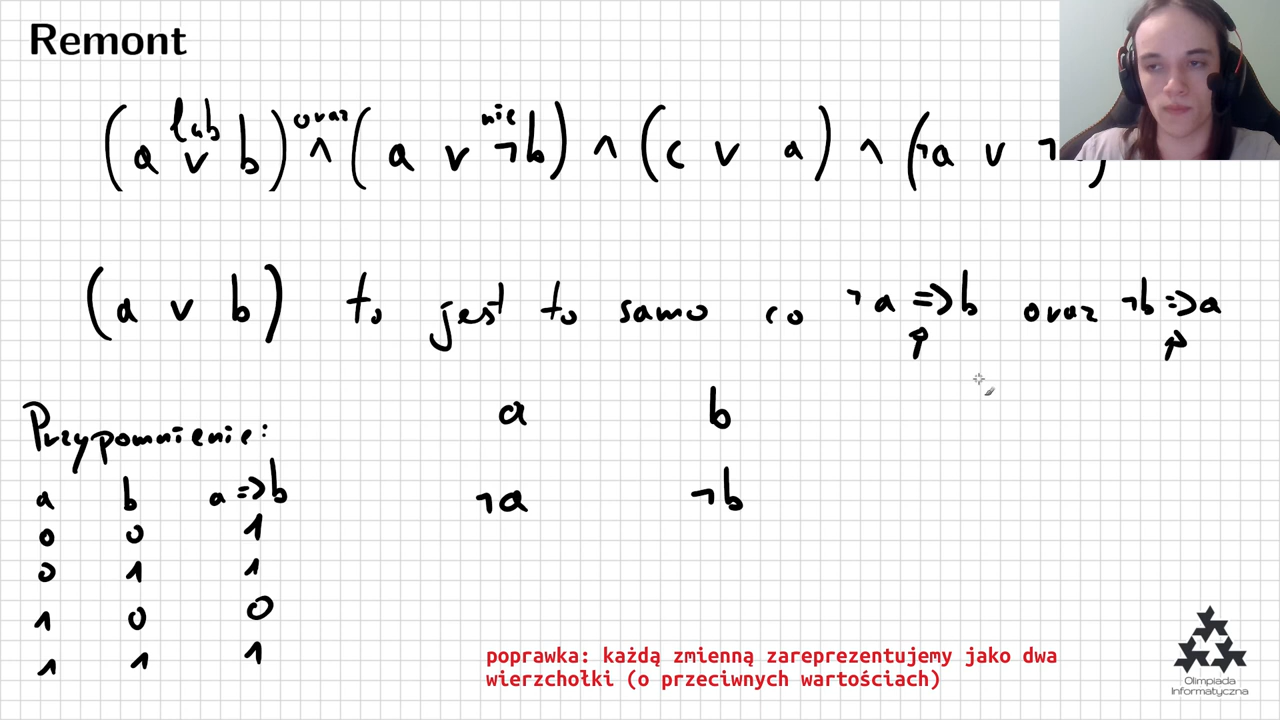 Remont
lub oraz nie
(a ∨ b) ∧ (a ∨ ¬b) ∧ (c ∨ a) ∧ (¬a ∨ ¬
(a ∨ b) to jest to samo co ¬a => b oraz ¬b => a
a b
Przypomnienie:
¬a ¬b
a b a => b
0 0 1
0 1 1
1 0 0
1 1 1
poprawka: każdą zmienną zareprezentujemy jako dwa
wierzchołki (o przeciwnych wartościach)
Olimpiada
Informatyczna